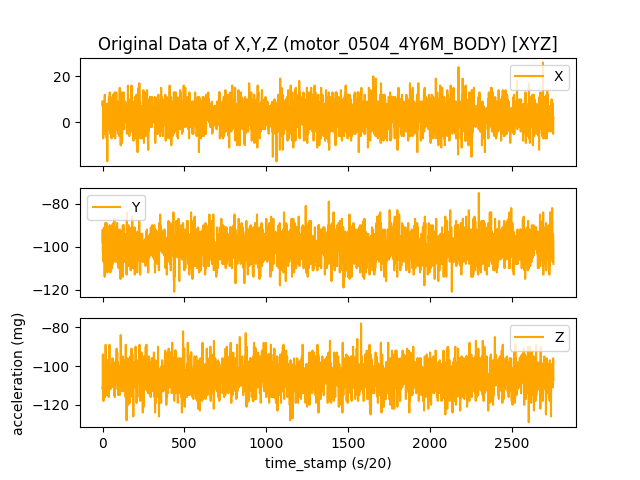 Original Data of X,Y,Z (motor_0504_4Y6M_BODY) [XYZ]
20
0
X
−80
−100
−120
Y
−80
−100
−120
Z
acceleration (mg)
0 500 1000 1500 2000 2500
time_stamp (s/20)